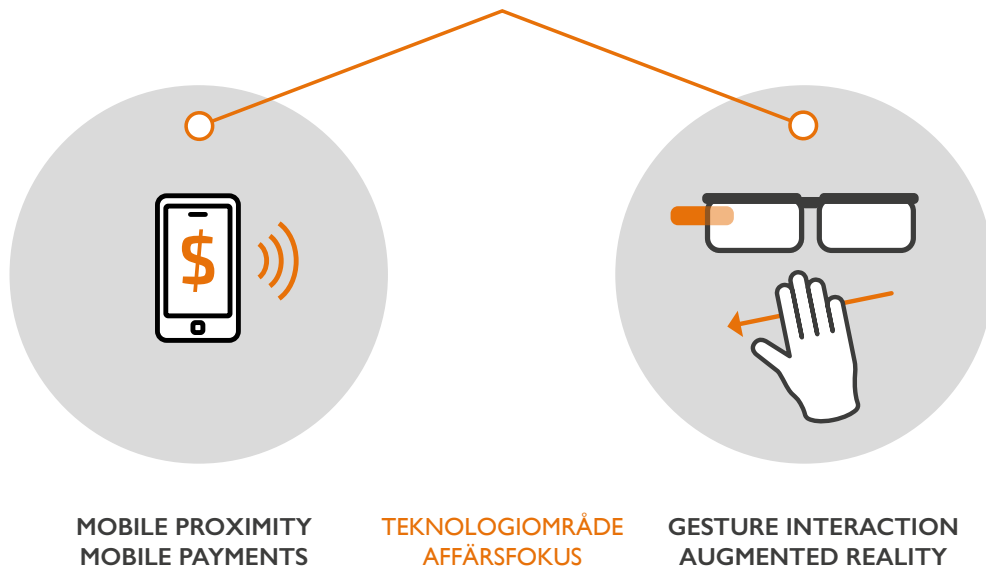 $
MOBILE PROXIMITY
MOBILE PAYMENTS
TEKNOLOGIOMRÅDE
AFFÄRSFOKUS
GESTURE INTERACTION
AUGMENTED REALITY